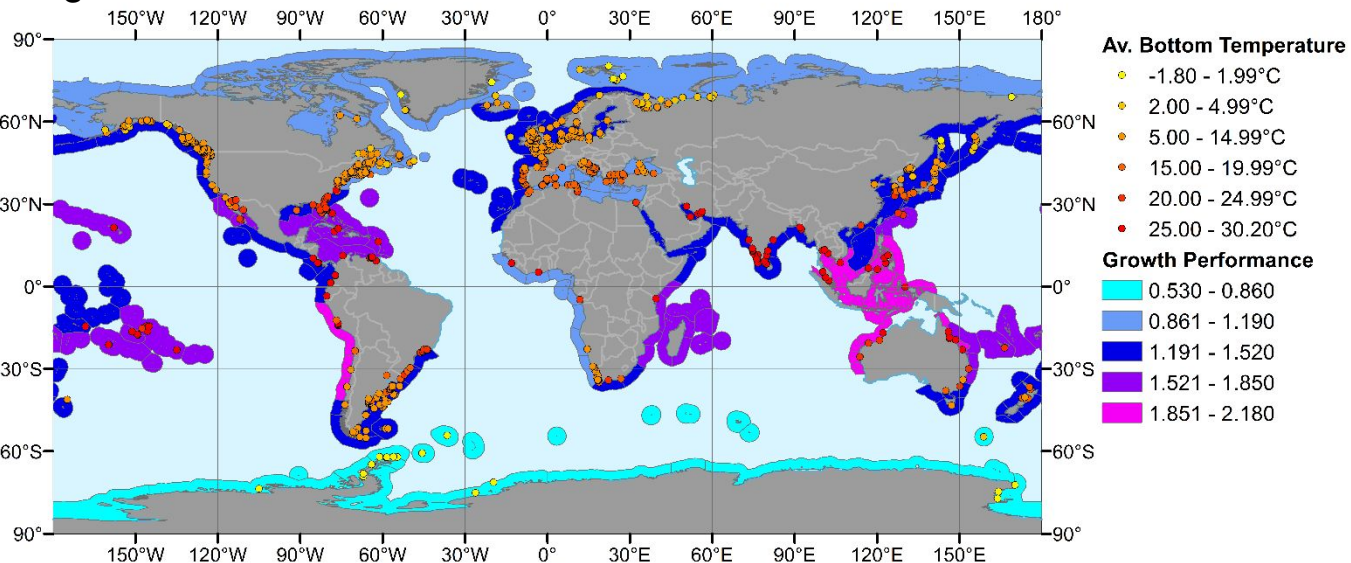 150°W 120°W 90°W 60°W 30°W 0° 30°E 60°E 90°E 120°E 150°E 180°
90°
60°N 60°N
30°N 30°N
0° 0°
30°S 30°S
60°S 60°S
90° 90°
150°W 120°W 90°W 60°W 30°W 0° 30°E 60°E 90°E 120°E 150°E
Av. Bottom Temperature
-1.80 - 1.99°C
2.00 - 4.99°C
5.00 - 14.99°C
15.00 - 19.99°C
20.00 - 24.99°C
25.00 - 30.20°C
Growth Performance
0.530 - 0.860
0.861 - 1.190
1.191 - 1.520
1.521 - 1.850
1.851 - 2.180